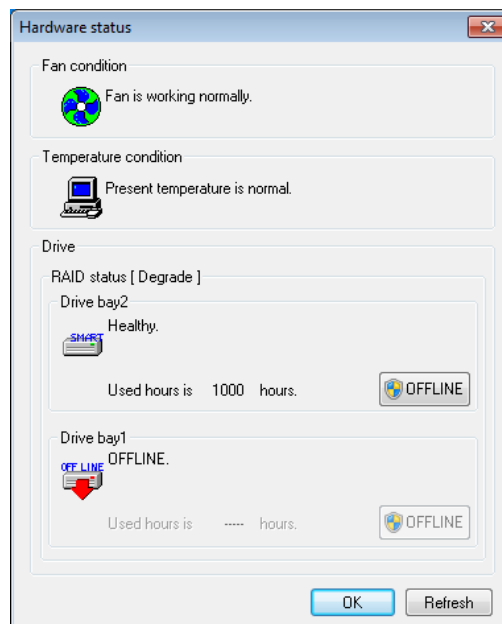 Hardware status
Fan condition
Fan is working normally.
Temperature condition
Present temperature is normal.
Drive
RAID status [ Degrade ]
Drive bay2
SMART
Healthy.
Used hours is 1000 hours.
OFFLINE
Drive bay1
OFF LINE
OFFLINE.
Used hours is ----- hours.
OFFLINE
OK
Refresh